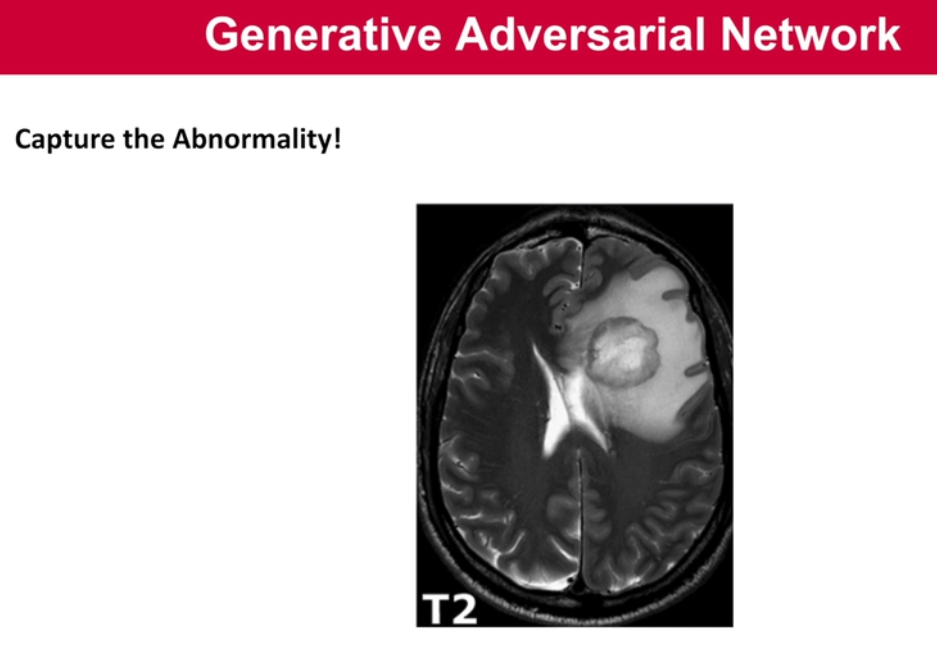 Generative Adversarial Network
Capture the Abnormality!
T2